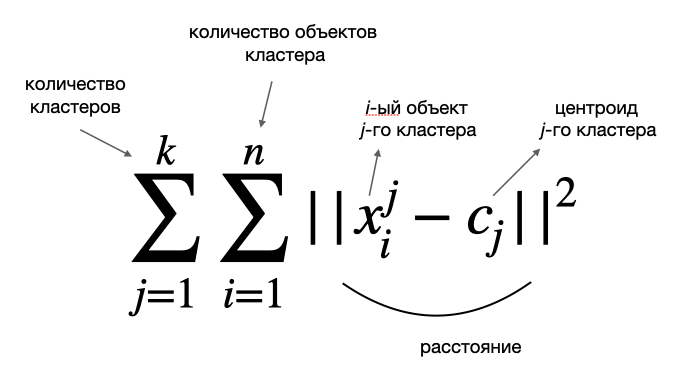 количество объектов
кластера
количество
кластеров
i-ый объект
j-го кластера
центроид
j-го кластера
k n
∑ ∑ ||x_i^j − c_j||^2
j=1 i=1
расстояние